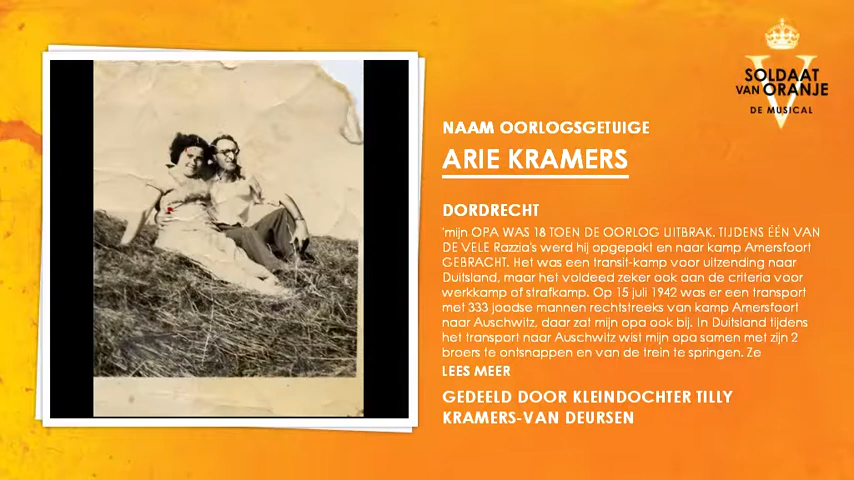 SOLDAAT
VAN ORANJE
DE MUSICAL
NAAM OORLOGSGETUIGE
ARIE KRAMERS
DORDRECHT
'mijn OPA WAS 18 TOEN DE OORLOG UITBRAK. TIJDENS ÉÉN VAN
DE VELE Razzia's werd hij opgepakt en naar kamp Amersfoort
GEBRACHT. Het was een transit-kamp voor uitzending naar
Duitsland, maar het voldeed zeker ook aan de criteria voor
werkkamp of strafkamp. Op 15 juli 1942 was er een transport
met 333 joodse mannen rechtstreeks van kamp Amersfoort
naar Auschwitz, daar zat mijn opa ook bij. In Duitsland tijdens
het transport naar Auschwitz wist mijn opa samen met zijn 2
broers te ontsnappen en van de trein te springen. Ze
LEES MEER
GEDEELD DOOR KLEINDOCHTER TILLY
KRAMERS-VAN DEURSEN